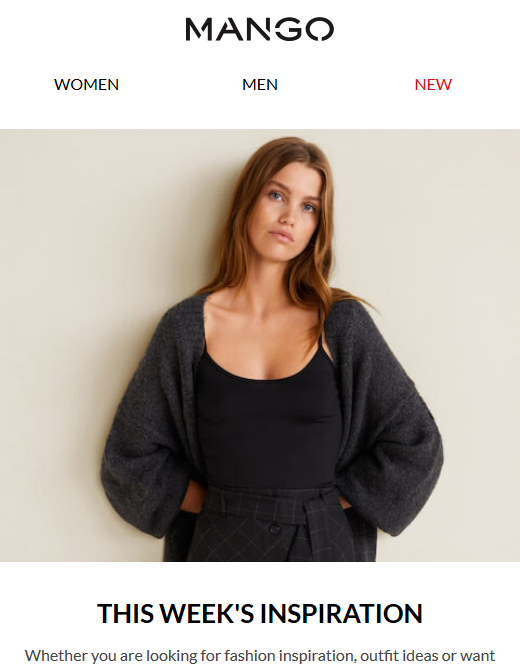 MANGO
WOMEN MEN NEW
THIS WEEK'S INSPIRATION
Whether you are looking for fashion inspiration, outfit ideas or want